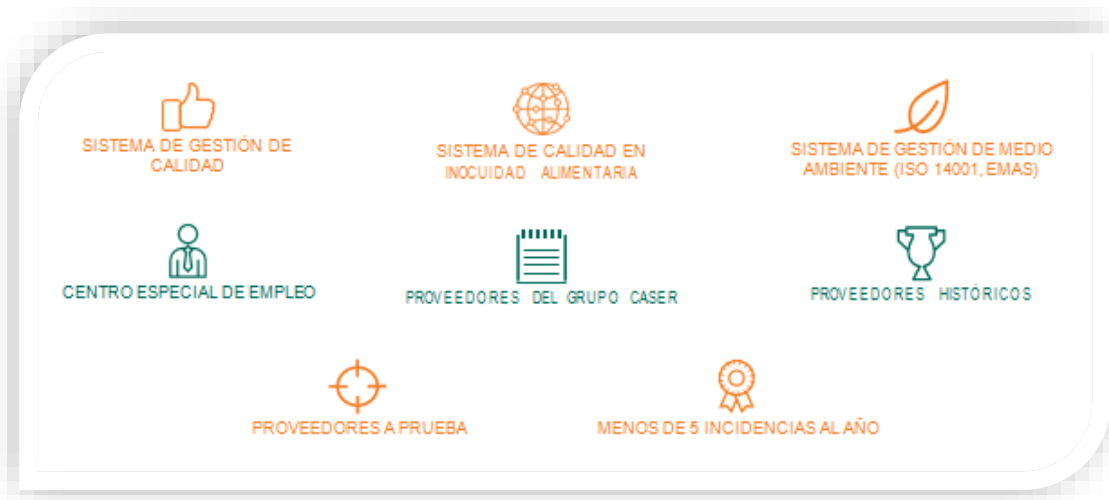 SISTEMA DE GESTIÓN DE
CALIDAD
SISTEMA DE CALIDAD EN
INOCUIDAD ALIMENTARIA
SISTEMA DE GESTIÓN DE MEDIO
AMBIENTE (ISO 14001, EMAS)
CENTRO ESPECIAL DE EMPLEO
PROVEEDORES DEL GRUPO CASER
PROVEEDORES HISTÓRICOS
PROVEEDORES A PRUEBA
MENOS DE 5 INCIDENCIAS AL AÑO